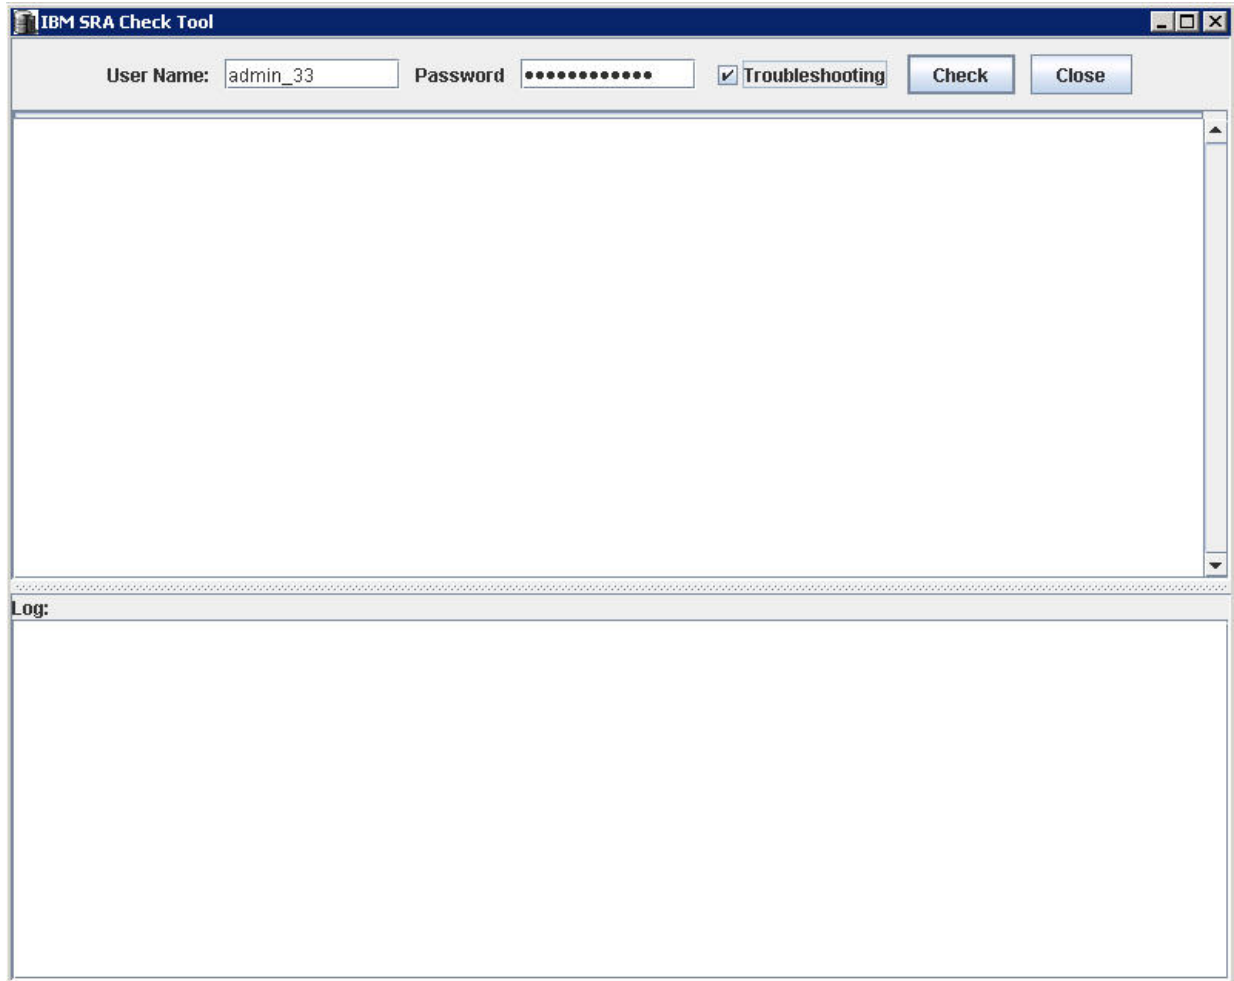 IBM SRA Check Tool
User Name: admin_33 Password •••••••••••• Troubleshooting Check Close
Log: